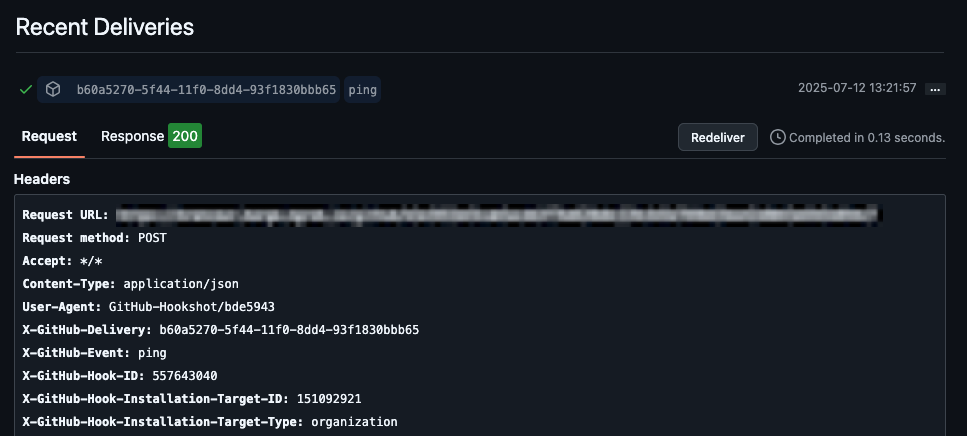 Recent Deliveries
b60a5270-5f44-11f0-8dd4-93f1830bbb65 ping 2025-07-12 13:21:57 ...
Request Response 200 Redeliver Completed in 0.13 seconds.
Headers
Request URL:
Request method: POST
Accept: */*
Content-Type: application/json
User-Agent: GitHub-Hookshot/bde5943
X-GitHub-Delivery: b60a5270-5f44-11f0-8dd4-93f1830bbb65
X-GitHub-Event: ping
X-GitHub-Hook-ID: 557643040
X-GitHub-Hook-Installation-Target-ID: 151092921
X-GitHub-Hook-Installation-Target-Type: organization